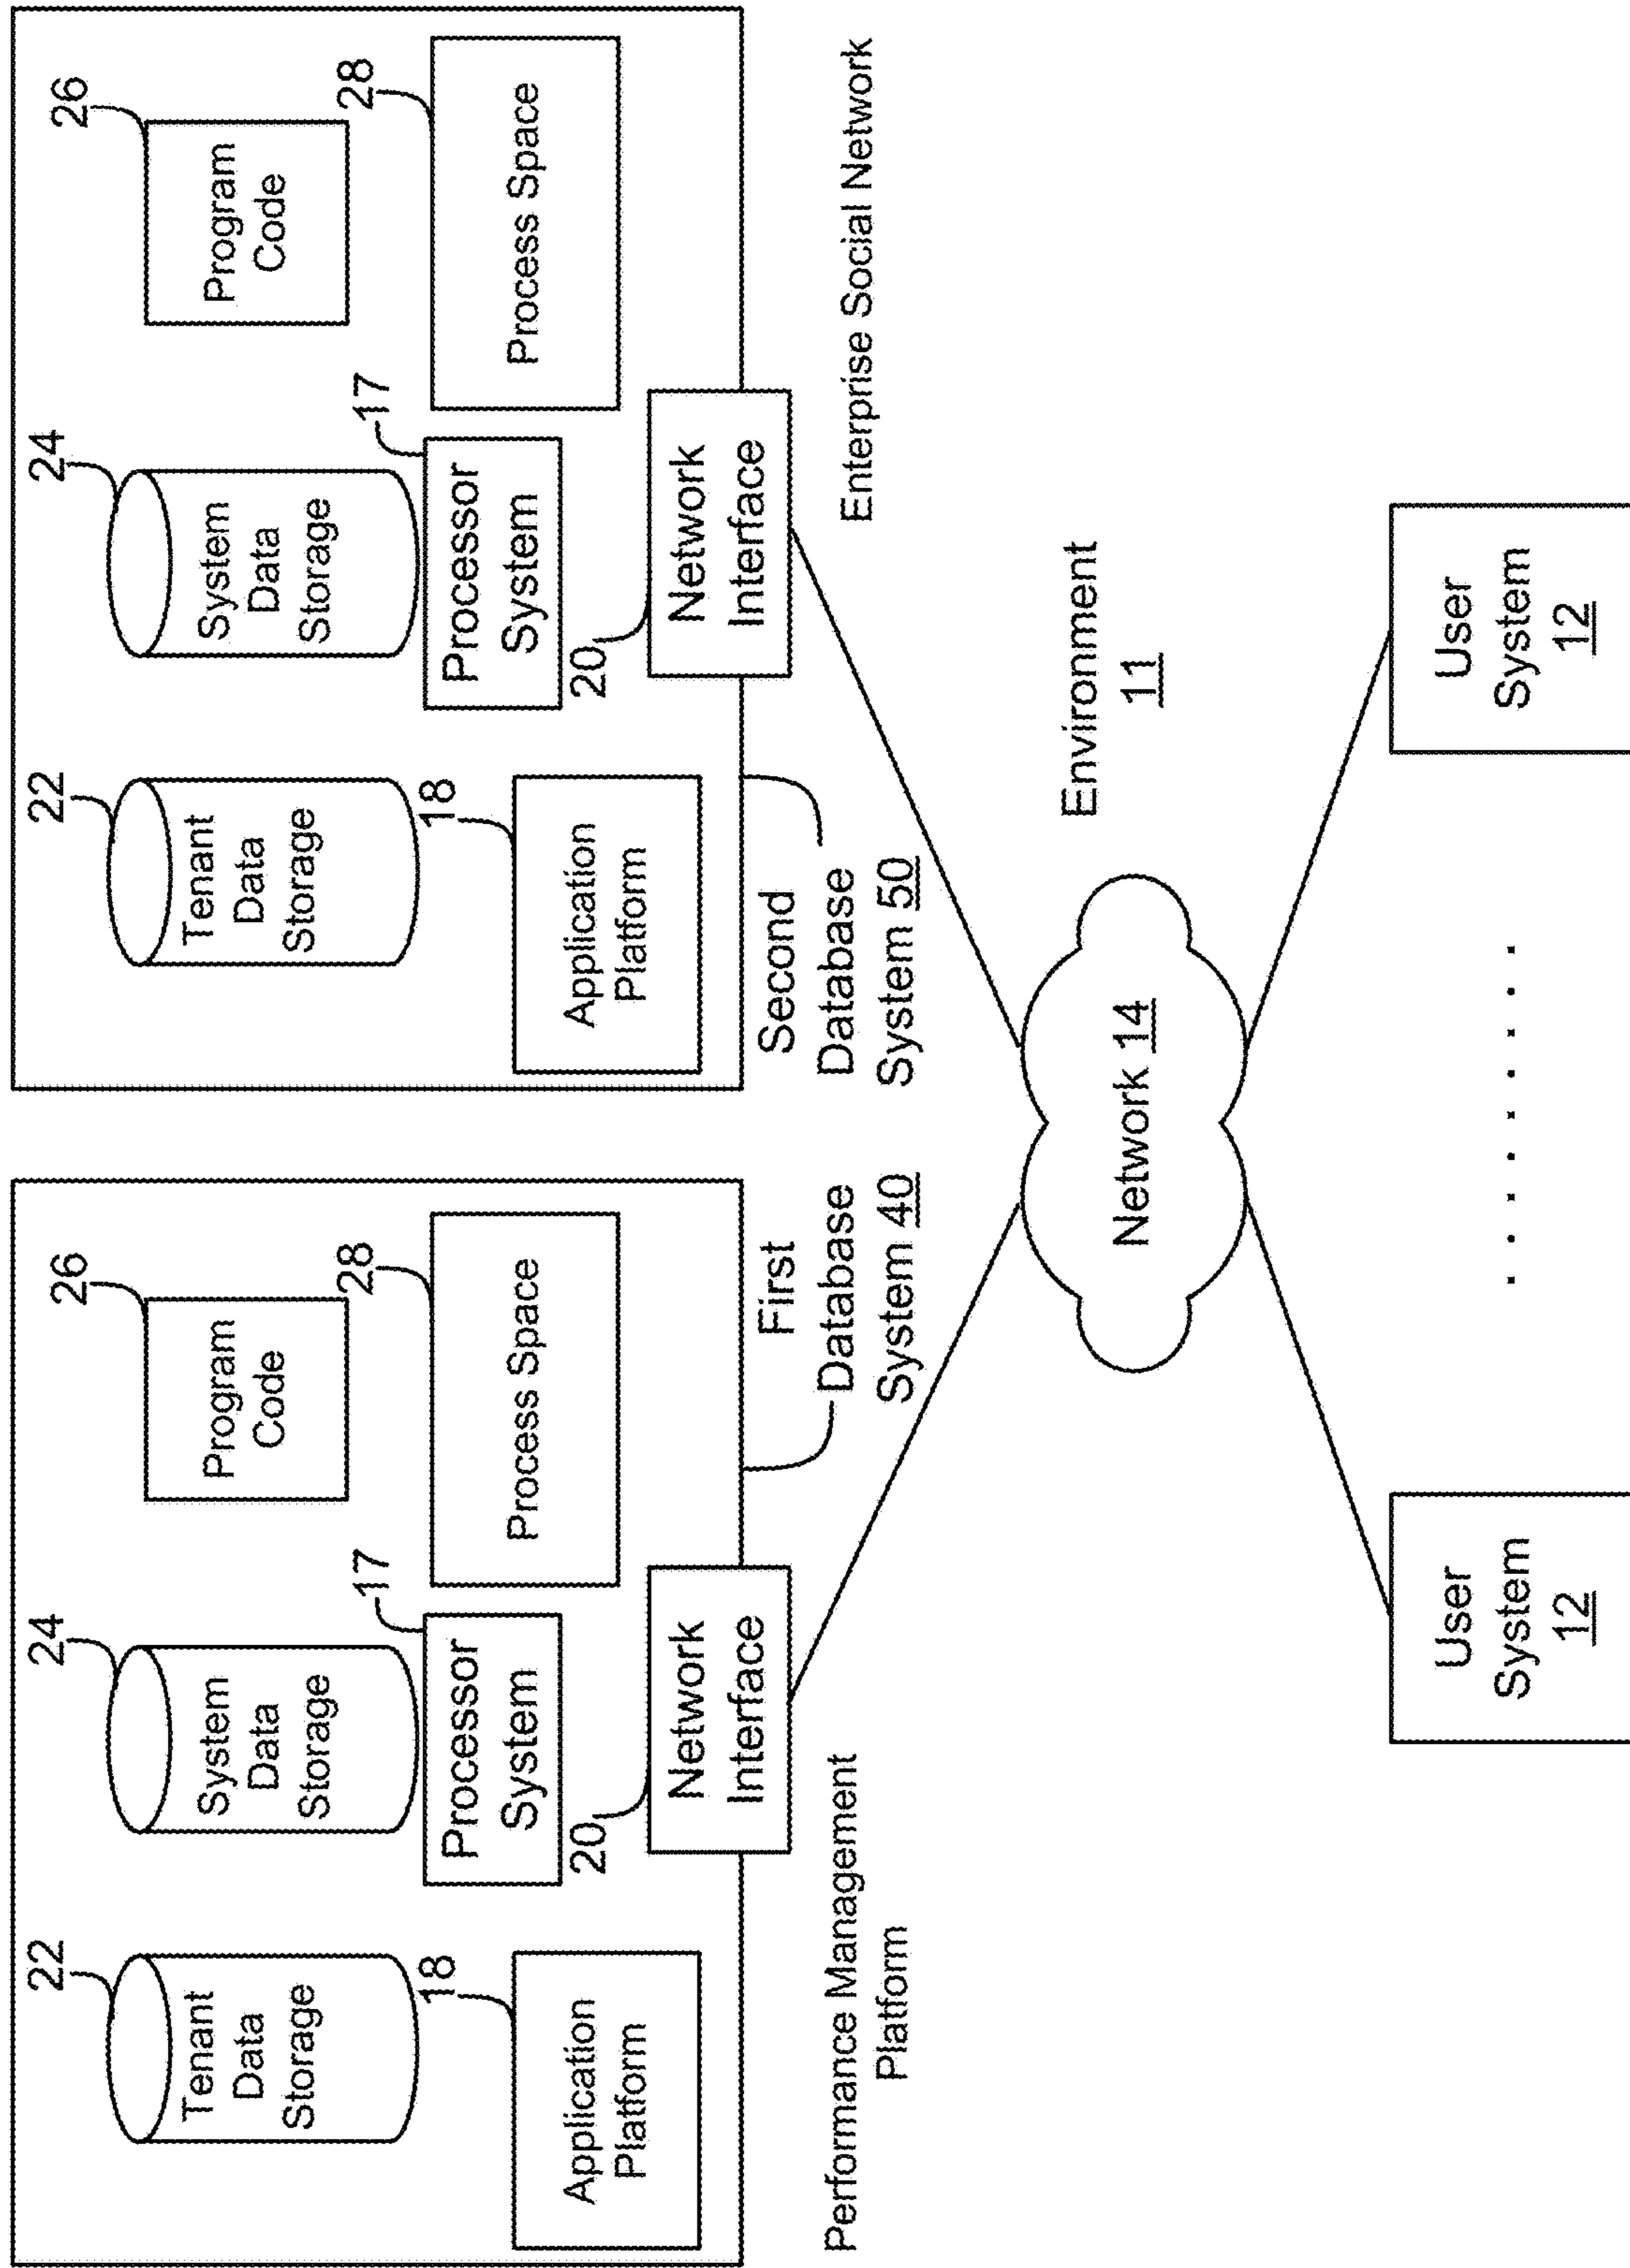 22
Tenant
Data
Storage
24
System
Data
Storage
26
Program
Code
18
Application
Platform
17
Processor
System
28
Process Space
20
Network
Interface
Performance Management
Platform
First
Database
System 40
22
Tenant
Data
Storage
24
System
Data
Storage
26
Program
Code
18
Application
Platform
17
Processor
System
28
Process Space
20
Network
Interface
Second
Database
System 50
Enterprise Social Network
Environment
11
Network 14
User
System
12
. . . . . . . . .
User
System
12